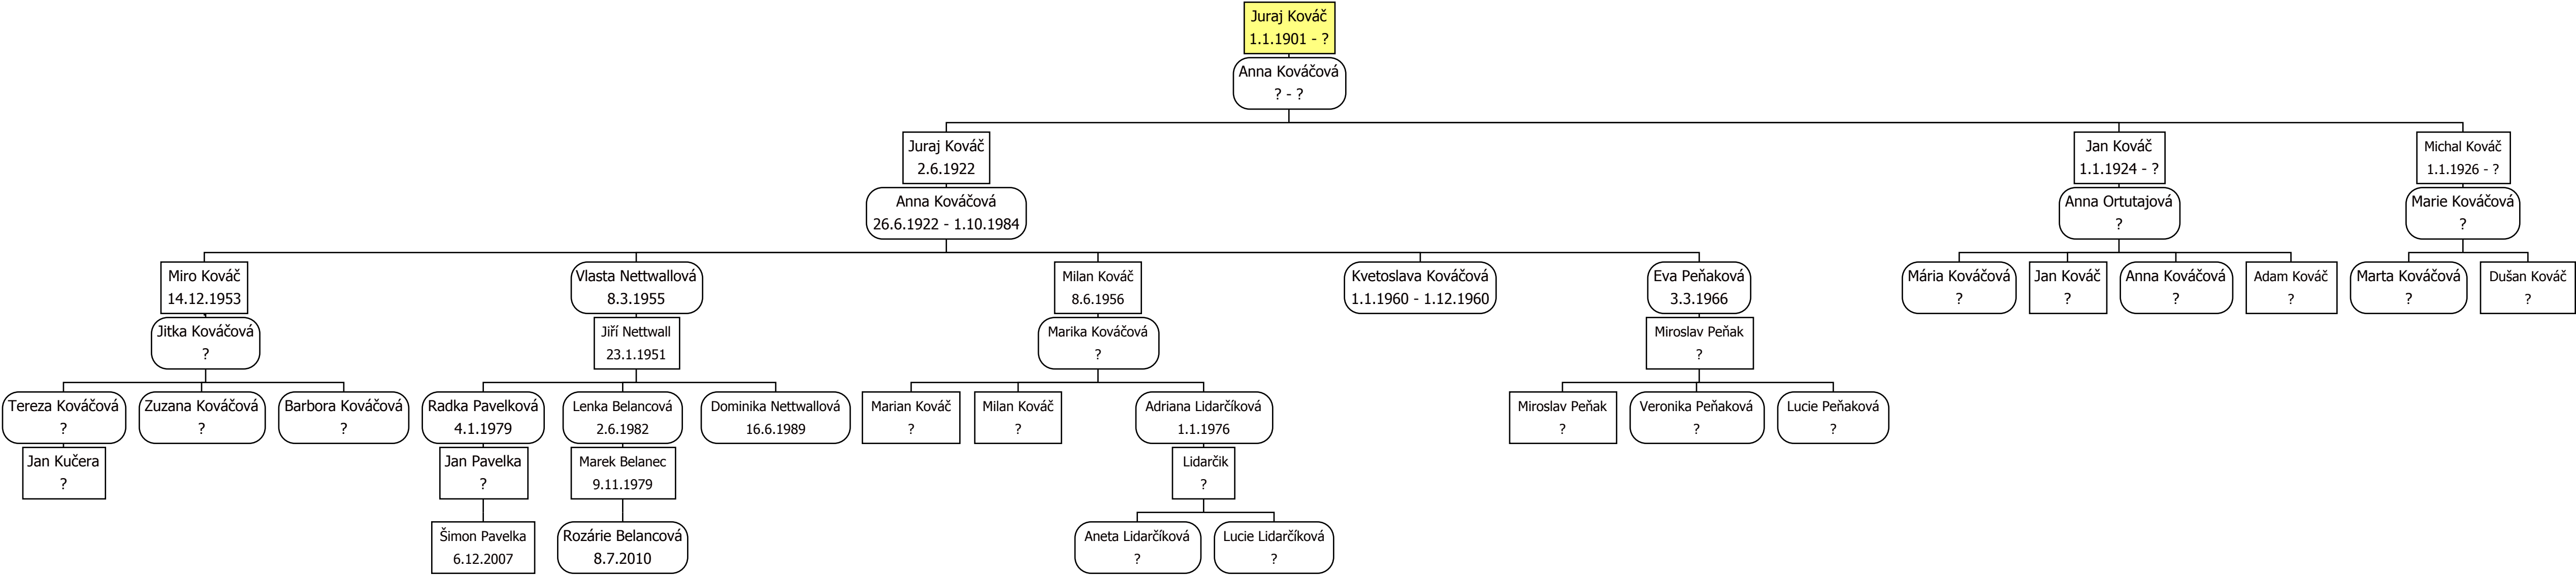 Juraj Kováč
1.1.1901 - ?
Anna Kováčová
? - ?
Juraj Kováč
2.6.1922
Anna Kováčová
26.6.1922 - 1.10.1984
Jan Kováč
1.1.1924 - ?
Anna Ortutajová
?
Michal Kováč
1.1.1926 - ?
Marie Kováčová
?
Miro Kováč
14.12.1953
Jitka Kováčová
?
Vlasta Nettwallová
8.3.1955
Jiří Nettwall
23.1.1951
Milan Kováč
8.6.1956
Marika Kováčová
?
Kvetoslava Kováčová
1.1.1960 - 1.12.1960
Eva Peňaková
3.3.1966
Miroslav Peňak
?
Mária Kováčová
?
Jan Kováč
?
Anna Kováčová
?
Adam Kováč
?
Marta Kováčová
?
Dušan Kováč
?
Tereza Kováčová
?
Jan Kučera
?
Zuzana Kováčová
?
Barbora Kováčová
?
Radka Pavelková
4.1.1979
Jan Pavelka
?
Lenka Belancová
2.6.1982
Marek Belanec
9.11.1979
Dominika Nettwallová
16.6.1989
Marian Kováč
?
Milan Kováč
?
Adriana Lidarčíková
1.1.1976
Lidarčik
?
Miroslav Peňak
?
Veronika Peňaková
?
Lucie Peňaková
?
Šimon Pavelka
6.12.2007
Rozárie Belancová
8.7.2010
Aneta Lidarčíková
?
Lucie Lidarčíková
?